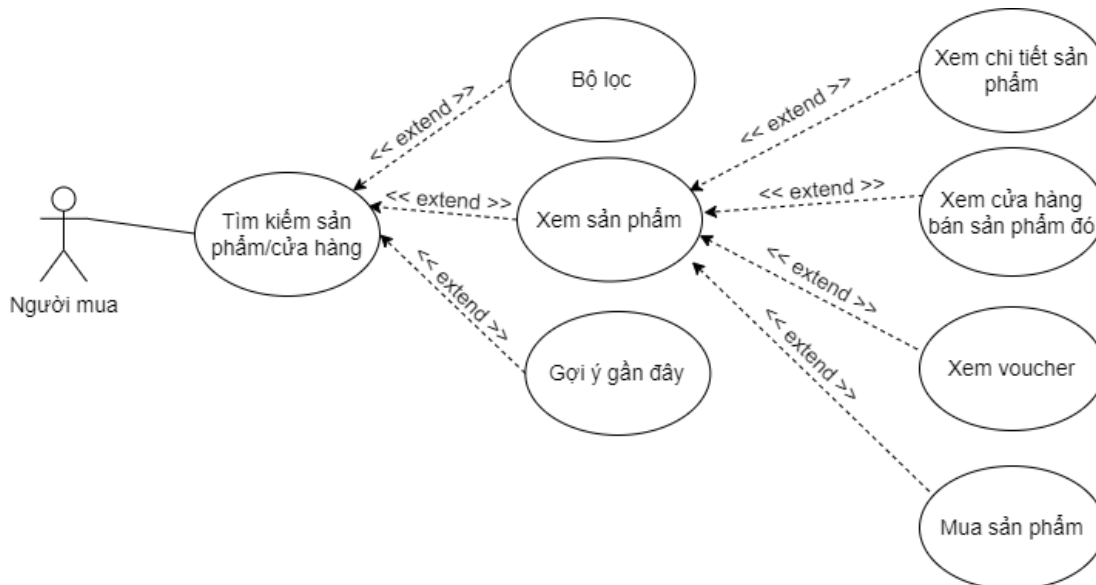 Người mua
Tìm kiếm sản
phẩm/cửa hàng
<< extend >>
<< extend >>
<< extend >>
Bộ lọc
Xem sản phẩm
Gợi ý gần đây
<< extend >>
<< extend >>
<< extend >>
<< extend >>
Xem chi tiết sản
phẩm
Xem cửa hàng
bán sản phẩm đó
Xem voucher
Mua sản phẩm